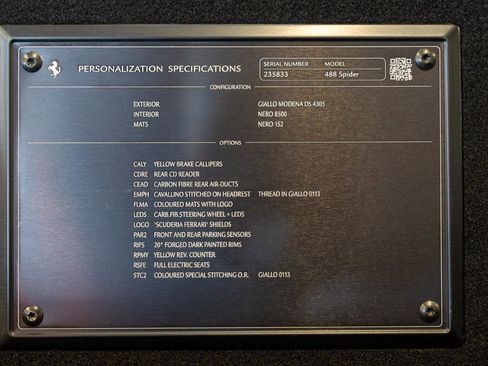 PERSONALIZATION SPECIFICATIONS
SERIAL NUMBER MODEL
235833 488 Spider
CONFIGURATION
EXTERIOR GIALLO MODENA DS 4305
INTERIOR NERO 8500
MATS NERO 152
OPTIONS
CALY YELLOW BRAKE CALLIPERS
CDRE REAR CD READER
CEAD CARBON FIBRE REAR AIR-DUCTS
EMPH CAVALLINO STITCHED ON HEADREST THREAD IN GIALLO 0113
FLMA COLOURED MATS WITH LOGO
LEDS CARB.FIB.STEERING WHEEL + LEDS
LOGO 'SCUDERIA FERRARI' SHIELDS
PAR2 FRONT AND REAR PARKING SENSORS
RIFS 20" FORGED DARK PAINTED RIMS
RPMY YELLOW REV. COUNTER
RSFE FULL ELECTRIC SEATS
STC2 COLOURED SPECIAL STITCHING O.R. GIALLO 0113